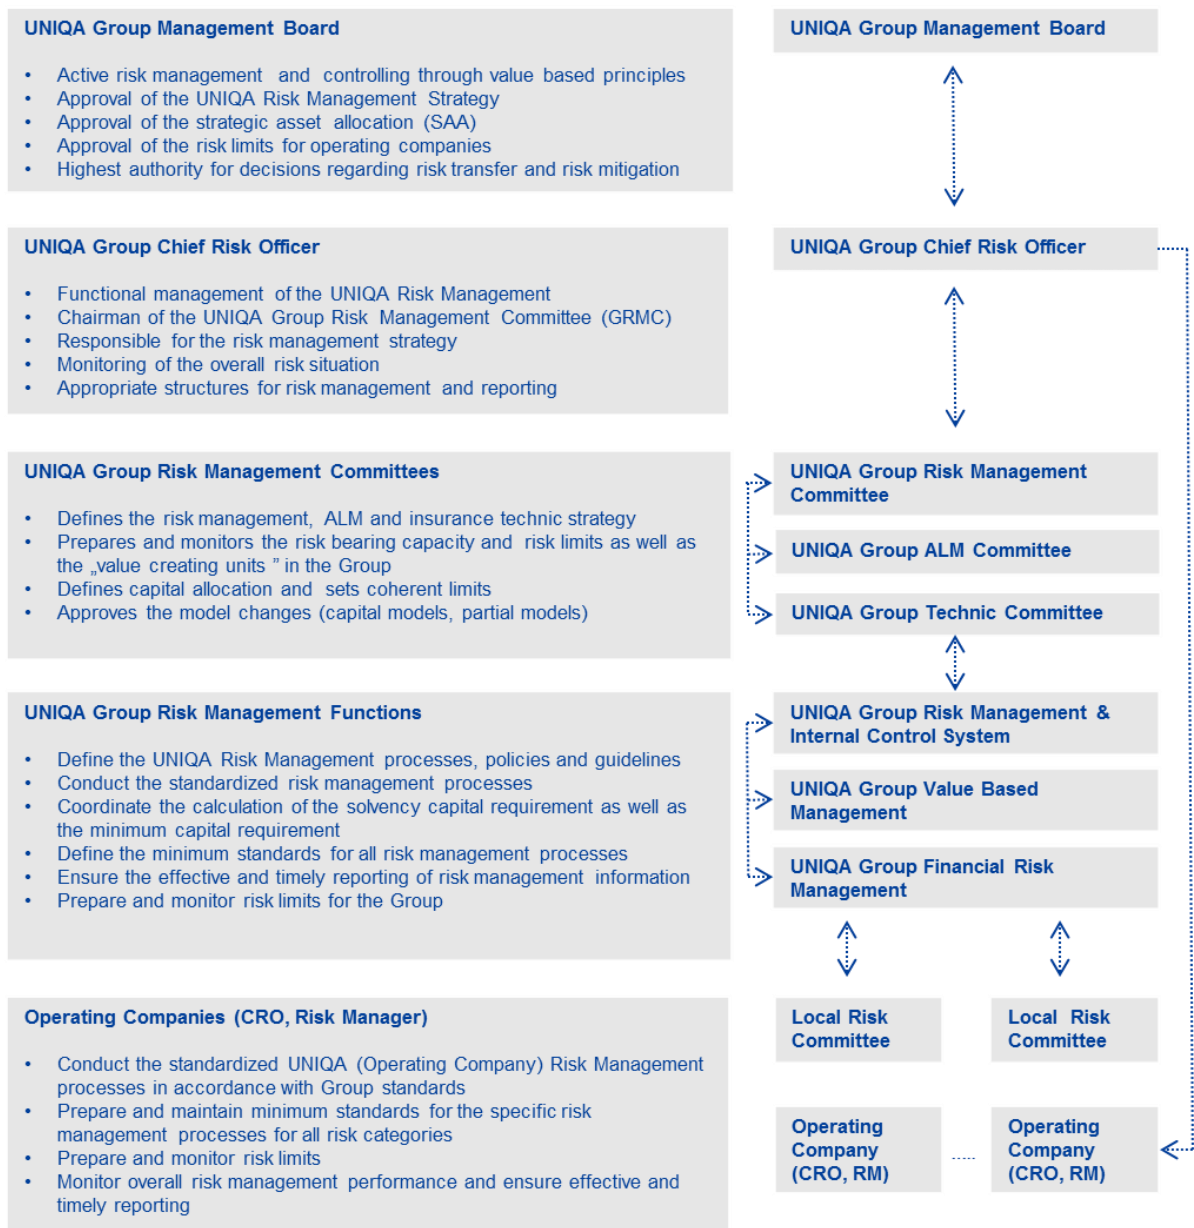 UNIQA Group Management Board
• Active risk management and controlling through value based principles
• Approval of the UNIQA Risk Management Strategy
• Approval of the strategic asset allocation (SAA)
• Approval of the risk limits for operating companies
• Highest authority for decisions regarding risk transfer and risk mitigation
UNIQA Group Chief Risk Officer
• Functional management of the UNIQA Risk Management
• Chairman of the UNIQA Group Risk Management Committee (GRMC)
• Responsible for the risk management strategy
• Monitoring of the overall risk situation
• Appropriate structures for risk management and reporting
UNIQA Group Risk Management Committees
• Defines the risk management, ALM and insurance technic strategy
• Prepares and monitors the risk bearing capacity and risk limits as well as
the „value creating units ” in the Group
• Defines capital allocation and sets coherent limits
• Approves the model changes (capital models, partial models)
UNIQA Group Risk Management Functions
• Define the UNIQA Risk Management processes, policies and guidelines
• Conduct the standardized risk management processes
• Coordinate the calculation of the solvency capital requirement as well as
the minimum capital requirement
• Define the minimum standards for all risk management processes
• Ensure the effective and timely reporting of risk management information
• Prepare and monitor risk limits for the Group
Operating Companies (CRO, Risk Manager)
• Conduct the standardized UNIQA (Operating Company) Risk Management
processes in accordance with Group standards
• Prepare and maintain minimum standards for the specific risk
management processes for all risk categories
• Prepare and monitor risk limits
• Monitor overall risk management performance and ensure effective and
timely reporting
UNIQA Group Management Board
UNIQA Group Chief Risk Officer
UNIQA Group Risk Management
Committee
UNIQA Group ALM Committee
UNIQA Group Technic Committee
UNIQA Group Risk Management &
Internal Control System
UNIQA Group Value Based
Management
UNIQA Group Financial Risk
Management
Local Risk
Committee
Local Risk
Committee
Operating
Company
(CRO, RM)
.....
Operating
Company
(CRO, RM)